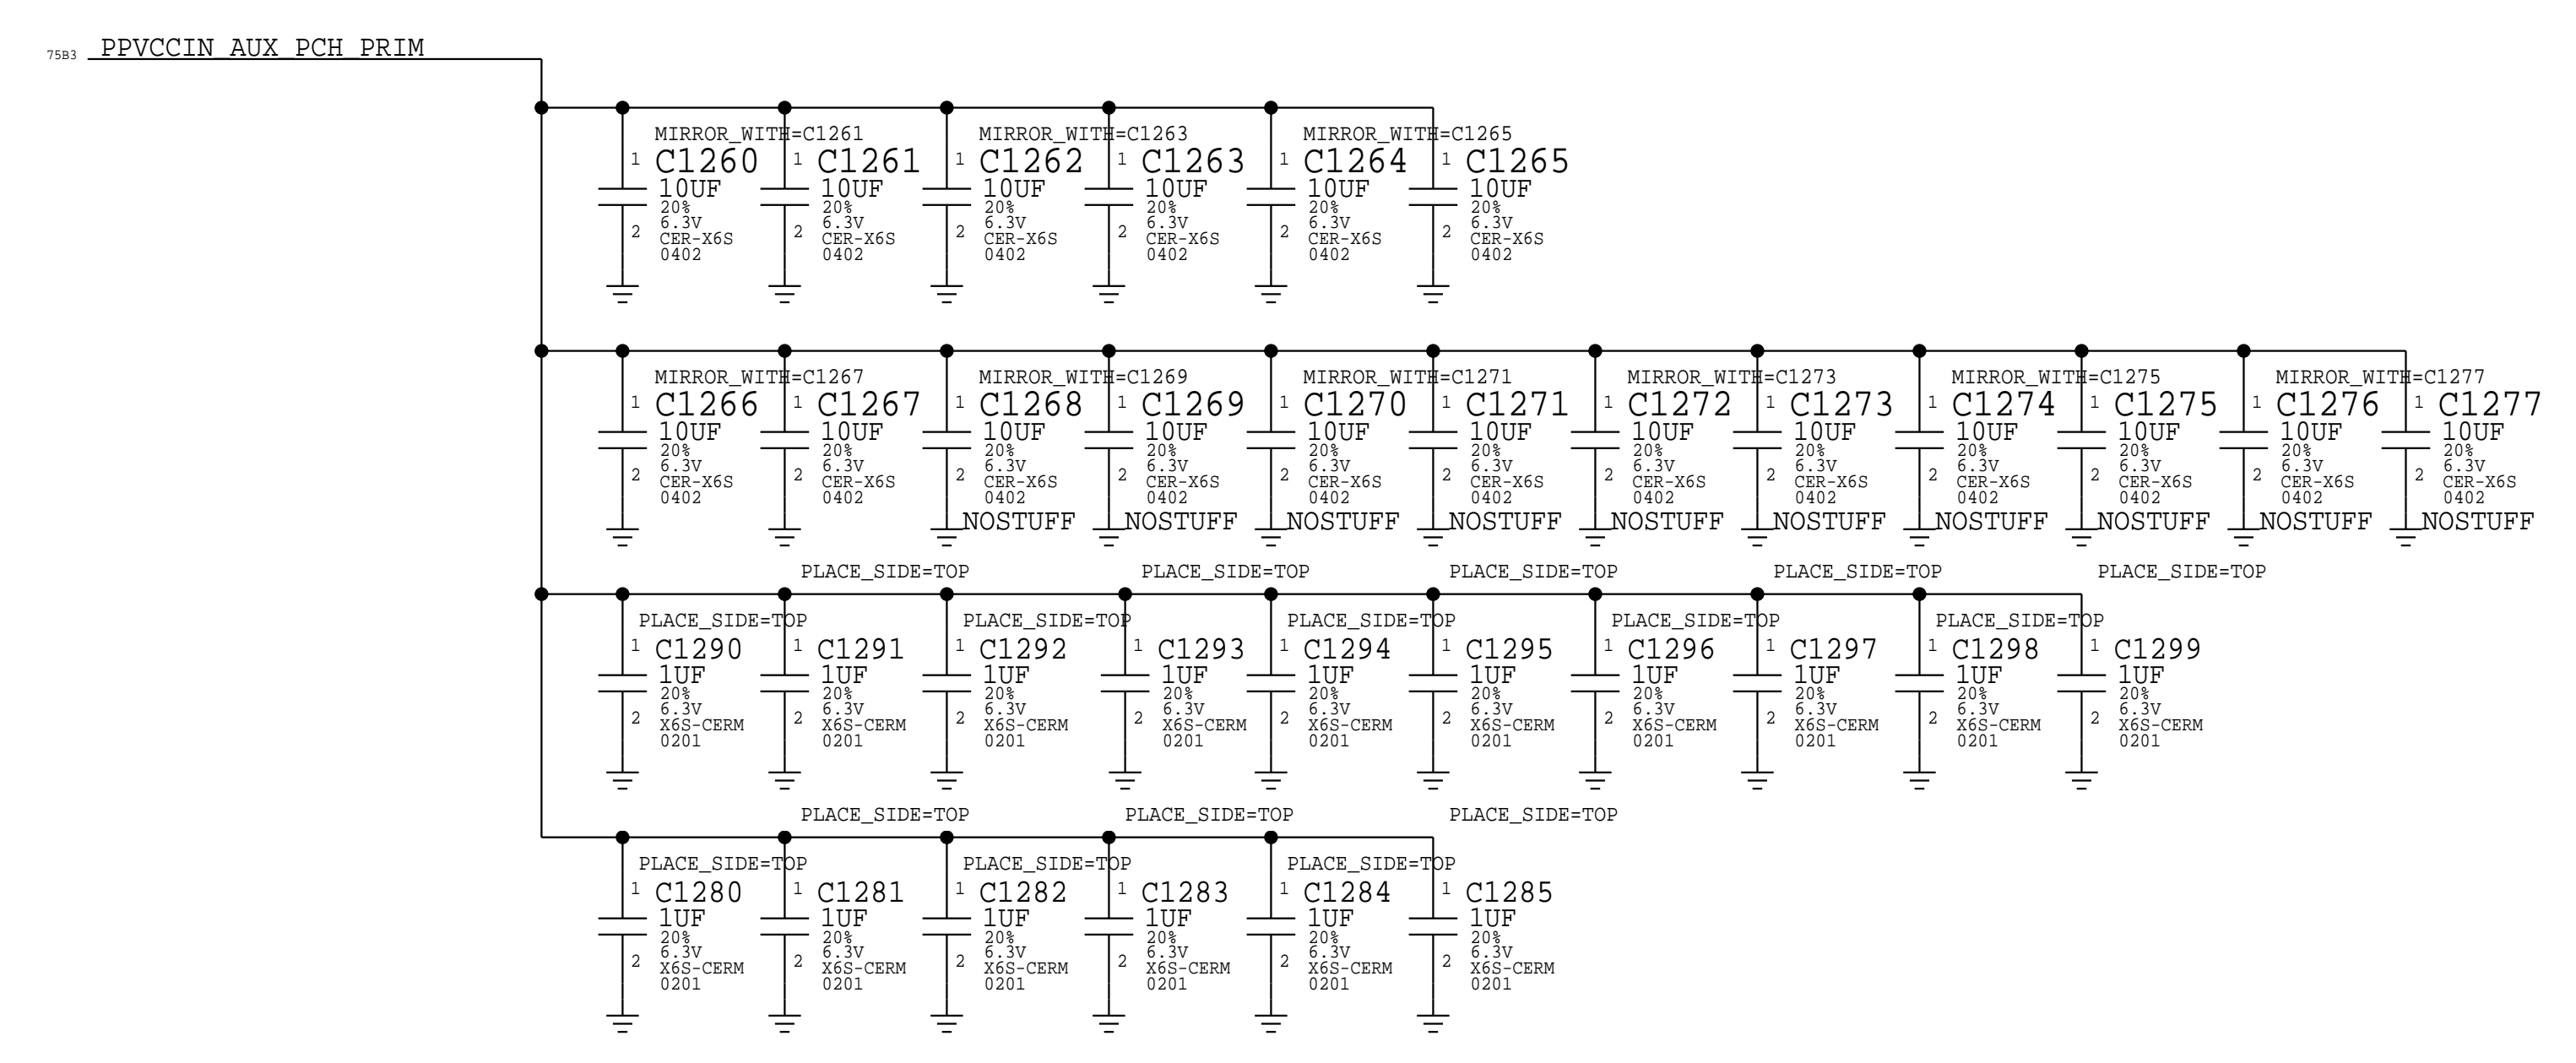 75B3 PPVCCIN_AUX_PCH_PRIM
MIRROR_WITH=C1261 MIRROR_WITH=C1263 MIRROR_WITH=C1265
1 C1260 1 C1261 1 C1262 1 C1263 1 C1264 1 C1265
10UF 10UF 10UF 10UF 10UF 10UF
20% 20% 20% 20% 20% 20%
6.3V 6.3V 6.3V 6.3V 6.3V 6.3V
2 2 2 2 2 2
CER-X6S CER-X6S CER-X6S CER-X6S CER-X6S CER-X6S
0402 0402 0402 0402 0402 0402
MIRROR_WITH=C1267 MIRROR_WITH=C1269 MIRROR_WITH=C1271 MIRROR_WITH=C1273 MIRROR_WITH=C1275 MIRROR_WITH=C1277
1 C1266 1 C1267 1 C1268 1 C1269 1 C1270 1 C1271 1 C1272 1 C1273 1 C1274 1 C1275 1 C1276 1 C1277
10UF 10UF 10UF 10UF 10UF 10UF 10UF 10UF 10UF 10UF 10UF 10UF
20% 20% 20% 20% 20% 20% 20% 20% 20% 20% 20% 20%
6.3V 6.3V 6.3V 6.3V 6.3V 6.3V 6.3V 6.3V 6.3V 6.3V 6.3V 6.3V
2 2 2 2 2 2 2 2 2 2 2 2
CER-X6S CER-X6S CER-X6S CER-X6S CER-X6S CER-X6S CER-X6S CER-X6S CER-X6S CER-X6S CER-X6S CER-X6S
0402 0402 0402 0402 0402 0402 0402 0402 0402 0402 0402 0402
NOSTUFF NOSTUFF NOSTUFF NOSTUFF NOSTUFF NOSTUFF NOSTUFF NOSTUFF NOSTUFF NOSTUFF
PLACE_SIDE=TOP PLACE_SIDE=TOP PLACE_SIDE=TOP PLACE_SIDE=TOP PLACE_SIDE=TOP
PLACE_SIDE=TOP PLACE_SIDE=TOP PLACE_SIDE=TOP PLACE_SIDE=TOP PLACE_SIDE=TOP
1 C1290 1 C1291 1 C1292 1 C1293 1 C1294 1 C1295 1 C1296 1 C1297 1 C1298 1 C1299
1UF 1UF 1UF 1UF 1UF 1UF 1UF 1UF 1UF 1UF
20% 20% 20% 20% 20% 20% 20% 20% 20% 20%
6.3V 6.3V 6.3V 6.3V 6.3V 6.3V 6.3V 6.3V 6.3V 6.3V
2 2 2 2 2 2 2 2 2 2
X6S-CERM X6S-CERM X6S-CERM X6S-CERM X6S-CERM X6S-CERM X6S-CERM X6S-CERM X6S-CERM X6S-CERM
0201 0201 0201 0201 0201 0201 0201 0201 0201 0201
PLACE_SIDE=TOP PLACE_SIDE=TOP PLACE_SIDE=TOP
PLACE_SIDE=TOP PLACE_SIDE=TOP PLACE_SIDE=TOP
1 C1280 1 C1281 1 C1282 1 C1283 1 C1284 1 C1285
1UF 1UF 1UF 1UF 1UF 1UF
20% 20% 20% 20% 20% 20%
6.3V 6.3V 6.3V 6.3V 6.3V 6.3V
2 2 2 2 2 2
X6S-CERM X6S-CERM X6S-CERM X6S-CERM X6S-CERM X6S-CERM
0201 0201 0201 0201 0201 0201